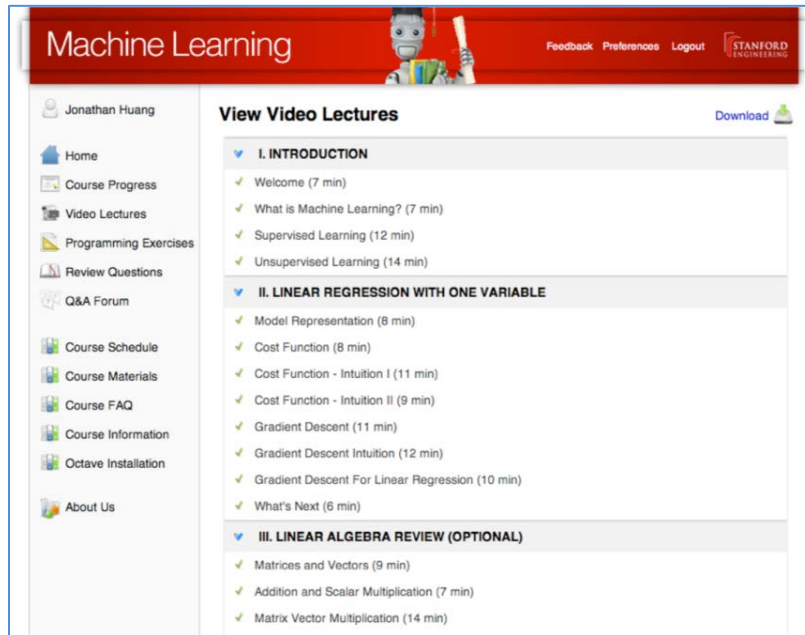 Machine Learning
Feedback Preferences Logout
STANFORD
ENGINEERING
Jonathan Huang
Home
Course Progress
Video Lectures
Programming Exercises
Review Questions
Q&A Forum
Course Schedule
Course Materials
Course FAQ
Course Information
Octave Installation
About Us
View Video Lectures
Download
I. INTRODUCTION
Welcome (7 min)
What is Machine Learning? (7 min)
Supervised Learning (12 min)
Unsupervised Learning (14 min)
II. LINEAR REGRESSION WITH ONE VARIABLE
Model Representation (8 min)
Cost Function (8 min)
Cost Function - Intuition I (11 min)
Cost Function - Intuition II (9 min)
Gradient Descent (11 min)
Gradient Descent Intuition (12 min)
Gradient Descent For Linear Regression (10 min)
What's Next (6 min)
III. LINEAR ALGEBRA REVIEW (OPTIONAL)
Matrices and Vectors (9 min)
Addition and Scalar Multiplication (7 min)
Matrix Vector Multiplication (14 min)